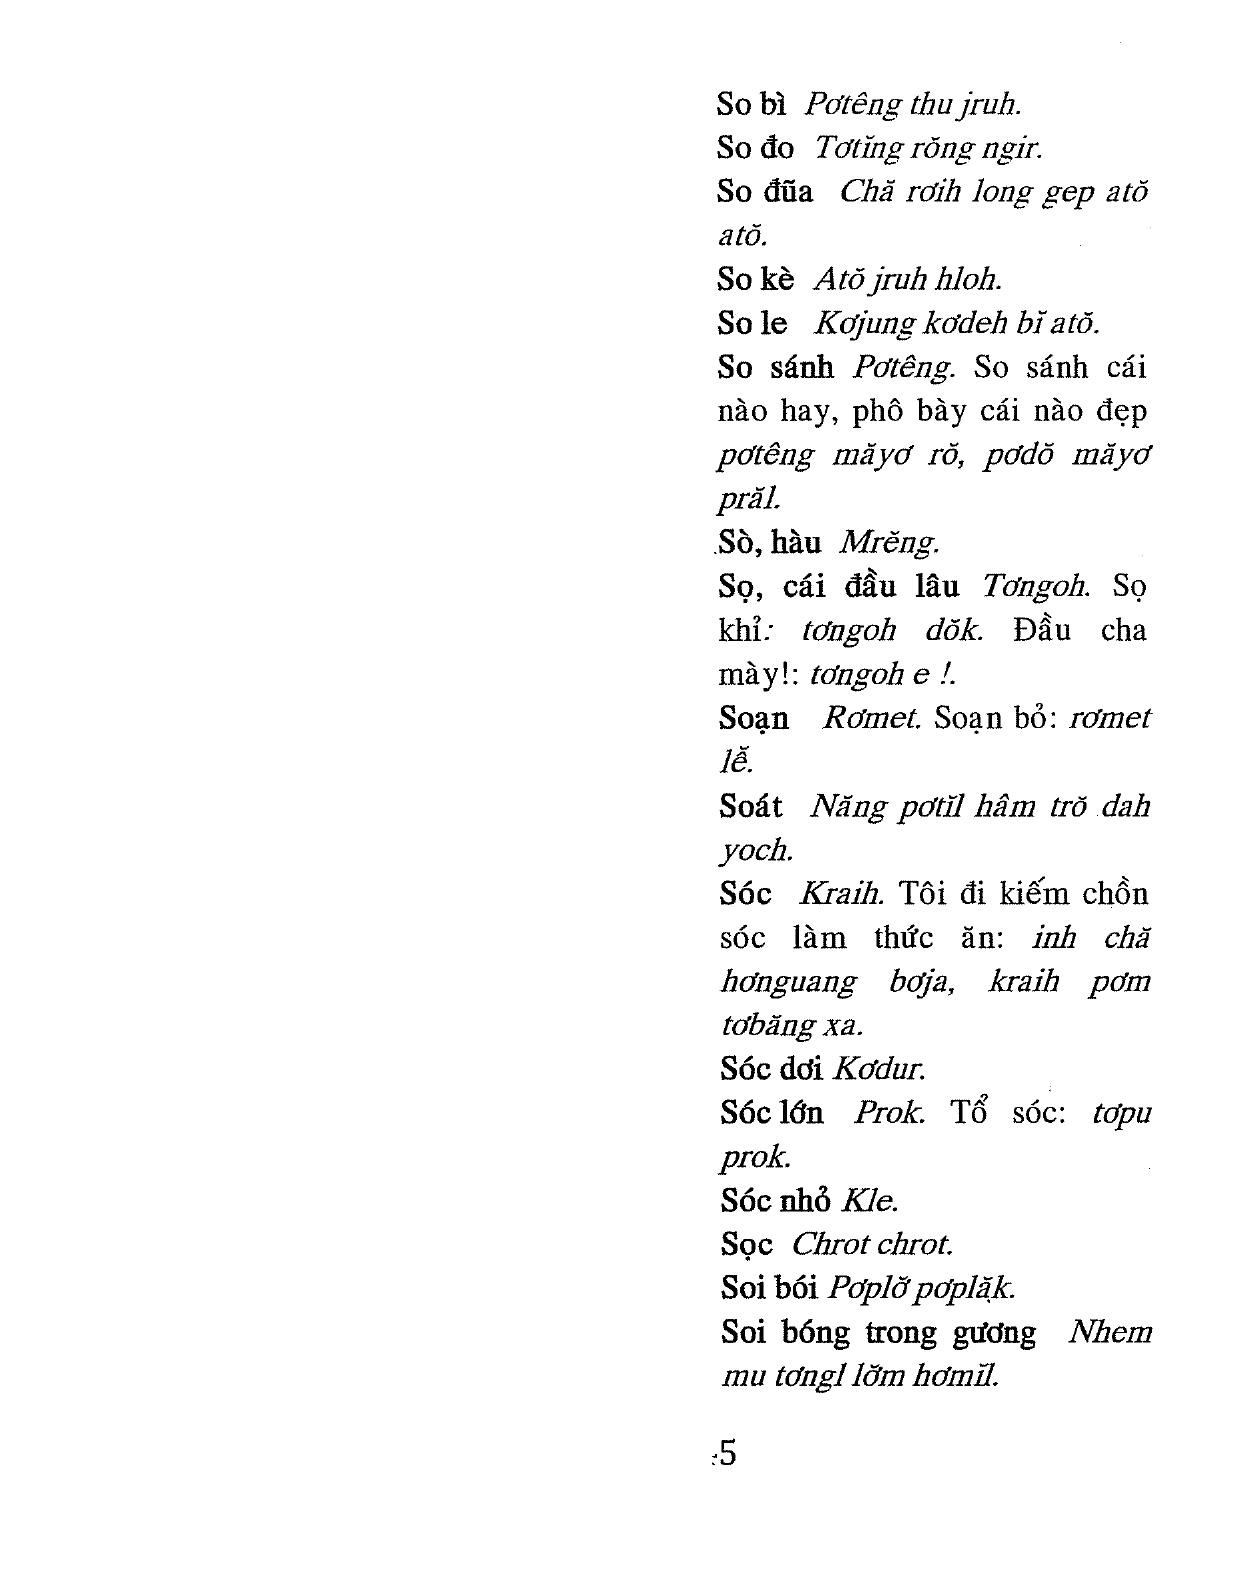 So bì Pơtêng thu jruh.
So đo Tơtĭng rŏng ngir.
So đũa Chă rơih long gep atŏ
atŏ.
So kè Atŏ jruh hloh.
So le Kơjung kơdeh bĭ atŏ.
So sánh Pơtêng. So sánh cái
nào hay, phô bày cái nào đẹp
pơtêng măyơ rŏ, pơdŏ măyơ
prăl.
Sò, hàu Mrĕng.
Sọ, cái đầu lâu Tơngoh. Sọ
khỉ: tơngoh dŏk. Đầu cha
mày!: tơngoh e !.
Soạn Rơmet. Soạn bỏ: rơmet
lê̆.
Soát Năng pơtĭl hâm trŏ dah
yoch.
Sóc Kraih. Tôi đi kiếm chồn
sóc làm thức ăn: inh chă
hơnguang bơja, kraih pơm
tơbăng xa.
Sóc dơi Kơdur.
Sóc lớn Prok. Tổ sóc: tơpu
prok.
Sóc nhỏ Kle.
Sọc Chrot chrot.
Soi bói Pơplơ̆ pơplặk.
Soi bóng trong gương Nhem
mu tơngl lơ̆m hơmĭl.
5